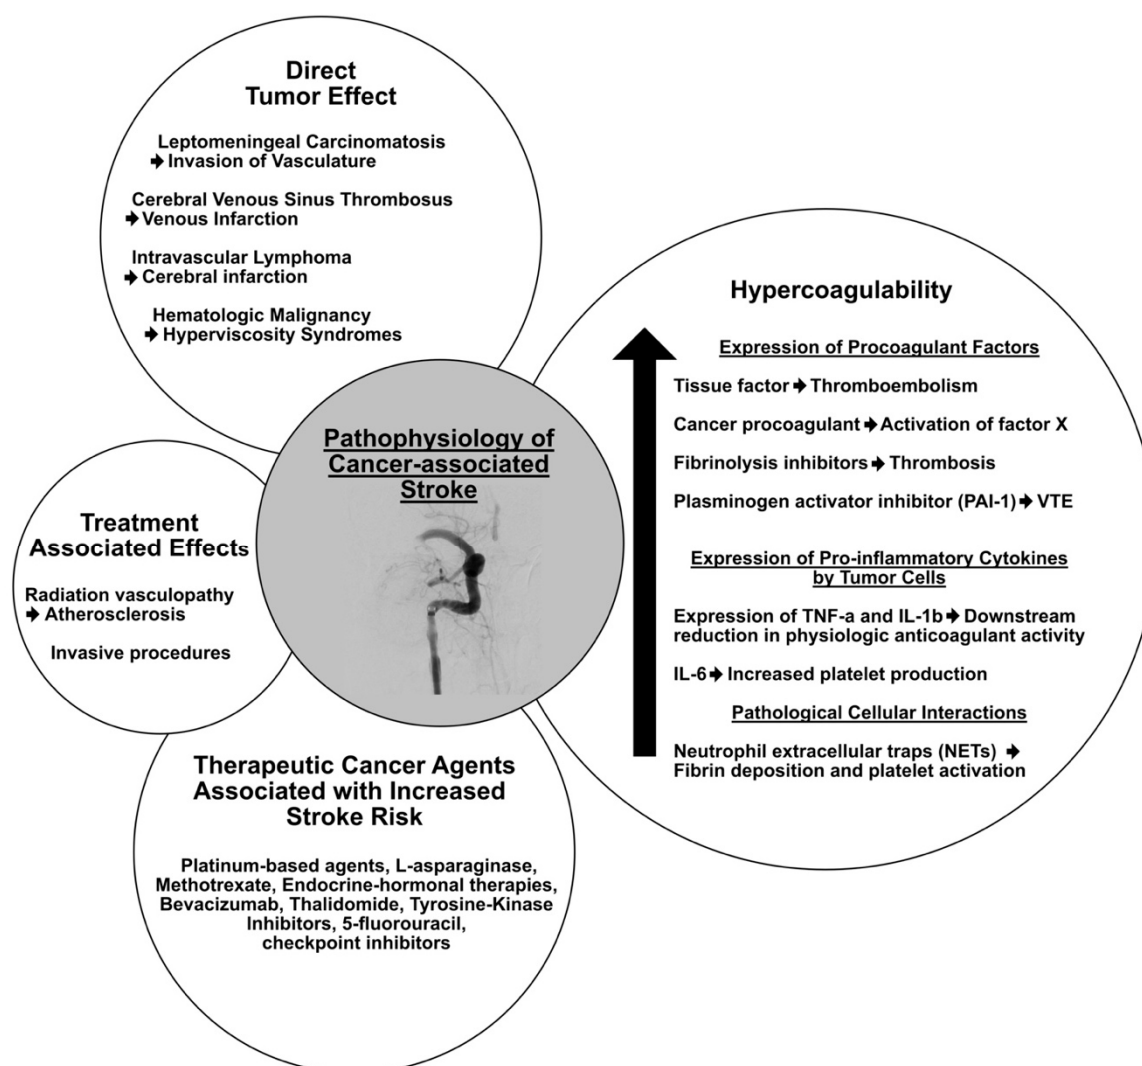 Direct
Tumor Effect
Leptomeningeal Carcinomatosis
➔ Invasion of Vasculature
Cerebral Venous Sinus Thrombosus
➔ Venous Infarction
Intravascular Lymphoma
➔ Cerebral infarction
Hematologic Malignancy
➔ Hyperviscosity Syndromes
Pathophysiology of
Cancer-associated
Stroke
Treatment
Associated Effects
Radiation vasculopathy
➔ Atherosclerosis
Invasive procedures
Therapeutic Cancer Agents
Associated with Increased
Stroke Risk
Platinum-based agents, L-asparaginase,
Methotrexate, Endocrine-hormonal therapies,
Bevacizumab, Thalidomide, Tyrosine-Kinase
Inhibitors, 5-fluorouracil,
checkpoint inhibitors
Hypercoagulability
Expression of Procoagulant Factors
Tissue factor ➔ Thromboembolism
Cancer procoagulant ➔ Activation of factor X
Fibrinolysis inhibitors ➔ Thrombosis
Plasminogen activator inhibitor (PAI-1) ➔ VTE
Expression of Pro-inflammatory Cytokines
by Tumor Cells
Expression of TNF-a and IL-1b ➔ Downstream
reduction in physiologic anticoagulant activity
IL-6 ➔ Increased platelet production
Pathological Cellular Interactions
Neutrophil extracellular traps (NETs) ➔
Fibrin deposition and platelet activation